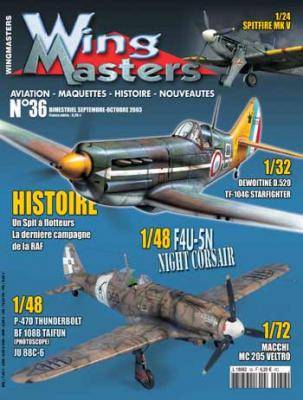 WINGMASTERS
Wing
Masters
1/24
SPITFIRE MK V
AVIATION - MAQUETTES - HISTOIRE - NOUVEAUTES
N°36
BIMESTRIEL SEPTEMBRE-OCTOBRE 2003
1/32
DEWOITINE D.520
TF-104G STARFIGHTER
HISTOIRE
Un Spit à flotteurs
La dernière campagne
de la RAF
1/48 F4U-5N
NIGHT CORSAIR
1/48
P-47D THUNDERBOLT
BF 108B TAIFUN
(PHOTOSCOPE)
JU 88C-6
1/72
MACCHI
MC 205 VELTRO